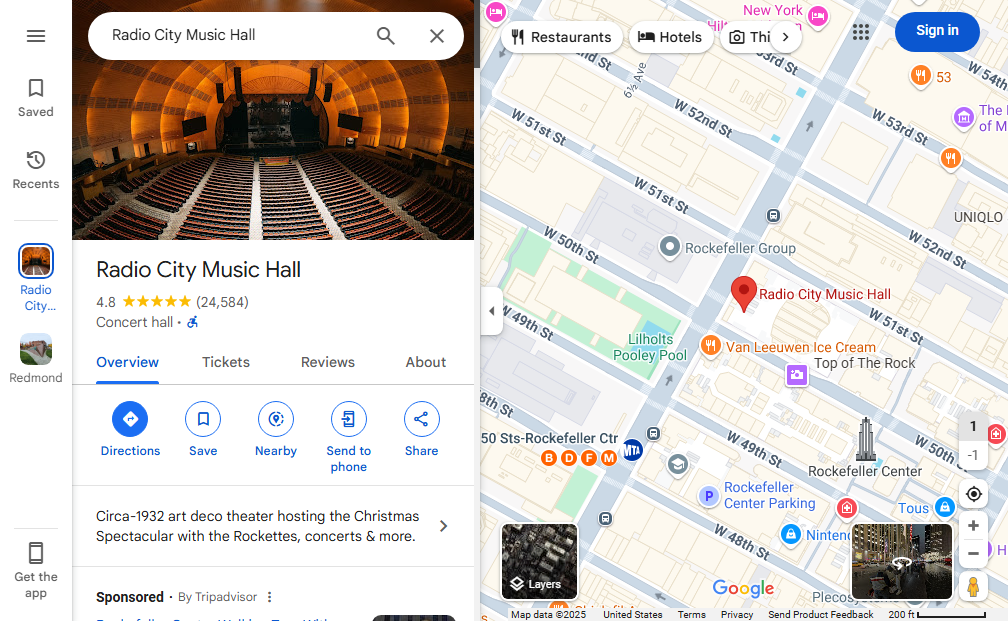 Radio City Music Hall
Saved
Recents
Radio
City...
Redmond
Get the
app
Radio City Music Hall
4.8 (24,584)
Concert hall ·
Overview
Tickets
Reviews
About
Directions
Save
Nearby
Send to
phone
Share
Circa-1932 art deco theater hosting the Christmas
Spectacular with the Rockettes, concerts & more.
Sponsored · By Tripadvisor
Restaurants
Hotels
Thi
Sign in
New York
53
W 54th
53rd St
6½ Ave
W 53rd St
W 52nd St
W 51st St
W 51st St
UNIQLO
W 50th St
Rockefeller Group
W 52nd St
Radio City Music Hall
W 51st St
W 49th St
Lilholts
Pooley Pool
Van Leeuwen Ice Cream
Top of The Rock
8th St
50 Sts-Rockefeller Ctr
B D F M
MTA
W 49th St
W 50th
1
-1
Rockefeller Center
Rockefeller
Center Parking
P
Tous
W 48th St
Layers
Google
Map data ©2025
United States
Terms
Privacy
Send Product Feedback
200 ft